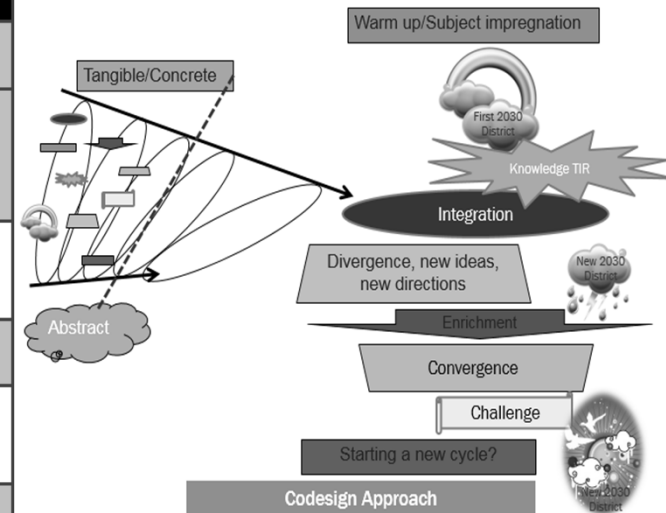 Warm up/Subject impregnation
Tangible/Concrete
First 2030
District
Knowledge TIR
Integration
Divergence, new ideas,
new directions
New 2030
District
Enrichment
Abstract
Convergence
Challenge
Starting a new cycle?
New 2030
District
Codesign Approach